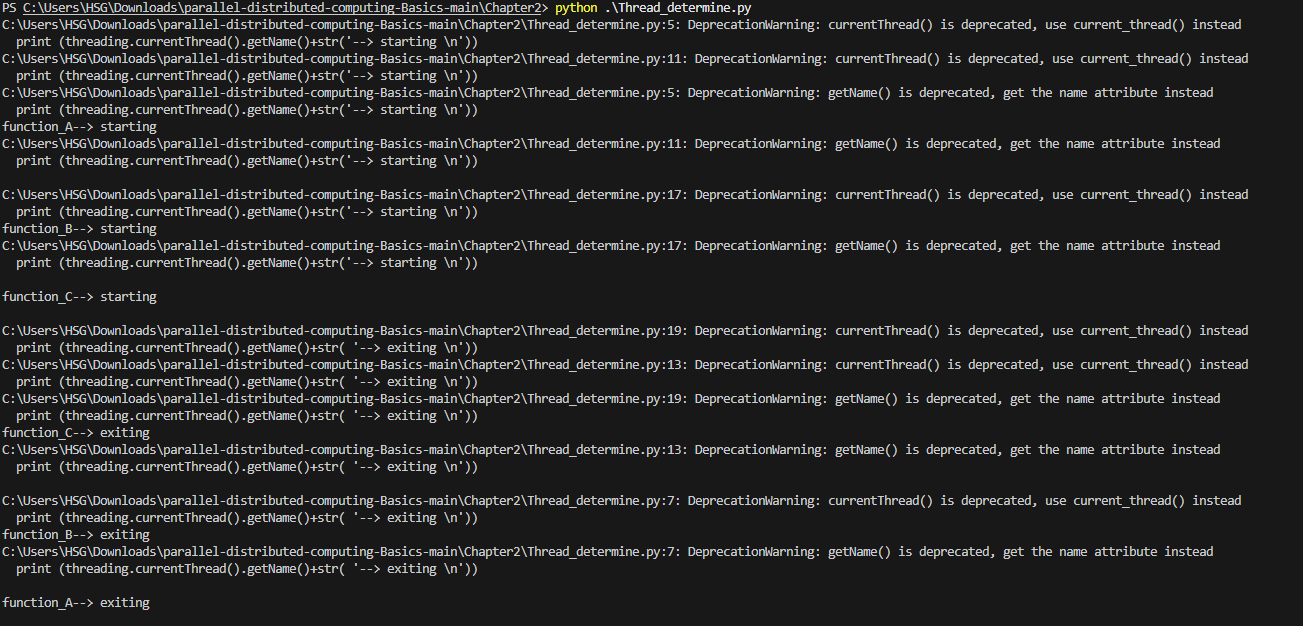 PS C:\Users\HSG\Downloads\parallel-distributed-computing-Basics-main\Chapter2> python .\Thread_determine.py
C:\Users\HSG\Downloads\parallel-distributed-computing-Basics-main\Chapter2\Thread_determine.py:5: DeprecationWarning: currentThread() is deprecated, use current_thread() instead
  print (threading.currentThread().getName()+str('--> starting \n'))
C:\Users\HSG\Downloads\parallel-distributed-computing-Basics-main\Chapter2\Thread_determine.py:11: DeprecationWarning: currentThread() is deprecated, use current_thread() instead
  print (threading.currentThread().getName()+str('--> starting \n'))
C:\Users\HSG\Downloads\parallel-distributed-computing-Basics-main\Chapter2\Thread_determine.py:5: DeprecationWarning: getName() is deprecated, get the name attribute instead
  print (threading.currentThread().getName()+str('--> starting \n'))
function_A--> starting
C:\Users\HSG\Downloads\parallel-distributed-computing-Basics-main\Chapter2\Thread_determine.py:11: DeprecationWarning: getName() is deprecated, get the name attribute instead
  print (threading.currentThread().getName()+str('--> starting \n'))

C:\Users\HSG\Downloads\parallel-distributed-computing-Basics-main\Chapter2\Thread_determine.py:17: DeprecationWarning: currentThread() is deprecated, use current_thread() instead
  print (threading.currentThread().getName()+str('--> starting \n'))
function_B--> starting
C:\Users\HSG\Downloads\parallel-distributed-computing-Basics-main\Chapter2\Thread_determine.py:17: DeprecationWarning: getName() is deprecated, get the name attribute instead
  print (threading.currentThread().getName()+str('--> starting \n'))

function_C--> starting

C:\Users\HSG\Downloads\parallel-distributed-computing-Basics-main\Chapter2\Thread_determine.py:19: DeprecationWarning: currentThread() is deprecated, use current_thread() instead
  print (threading.currentThread().getName()+str( '--> exiting \n'))
C:\Users\HSG\Downloads\parallel-distributed-computing-Basics-main\Chapter2\Thread_determine.py:13: DeprecationWarning: currentThread() is deprecated, use current_thread() instead
  print (threading.currentThread().getName()+str( '--> exiting \n'))
C:\Users\HSG\Downloads\parallel-distributed-computing-Basics-main\Chapter2\Thread_determine.py:19: DeprecationWarning: getName() is deprecated, get the name attribute instead
  print (threading.currentThread().getName()+str( '--> exiting \n'))
function_C--> exiting
C:\Users\HSG\Downloads\parallel-distributed-computing-Basics-main\Chapter2\Thread_determine.py:13: DeprecationWarning: getName() is deprecated, get the name attribute instead
  print (threading.currentThread().getName()+str( '--> exiting \n'))

C:\Users\HSG\Downloads\parallel-distributed-computing-Basics-main\Chapter2\Thread_determine.py:7: DeprecationWarning: currentThread() is deprecated, use current_thread() instead
  print (threading.currentThread().getName()+str( '--> exiting \n'))
function_B--> exiting
C:\Users\HSG\Downloads\parallel-distributed-computing-Basics-main\Chapter2\Thread_determine.py:7: DeprecationWarning: getName() is deprecated, get the name attribute instead
  print (threading.currentThread().getName()+str( '--> exiting \n'))

function_A--> exiting